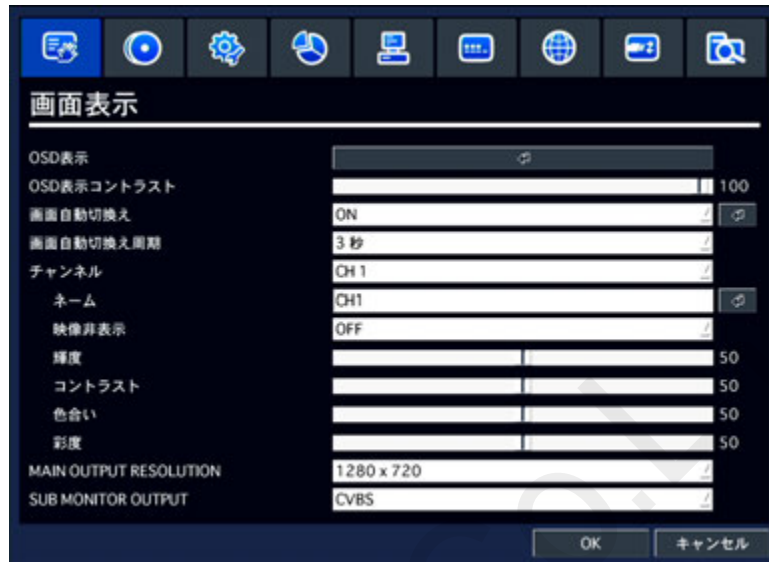 画面表示
OSD表示
OSD表示コントラスト 100
画面自動切換え ON
画面自動切換え周期 3 秒
チャンネル CH 1
ネーム CH1
映像非表示 OFF
輝度 50
コントラスト 50
色合い 50
彩度 50
MAIN OUTPUT RESOLUTION 1280 x 720
SUB MONITOR OUTPUT CVBS
OK キャンセル